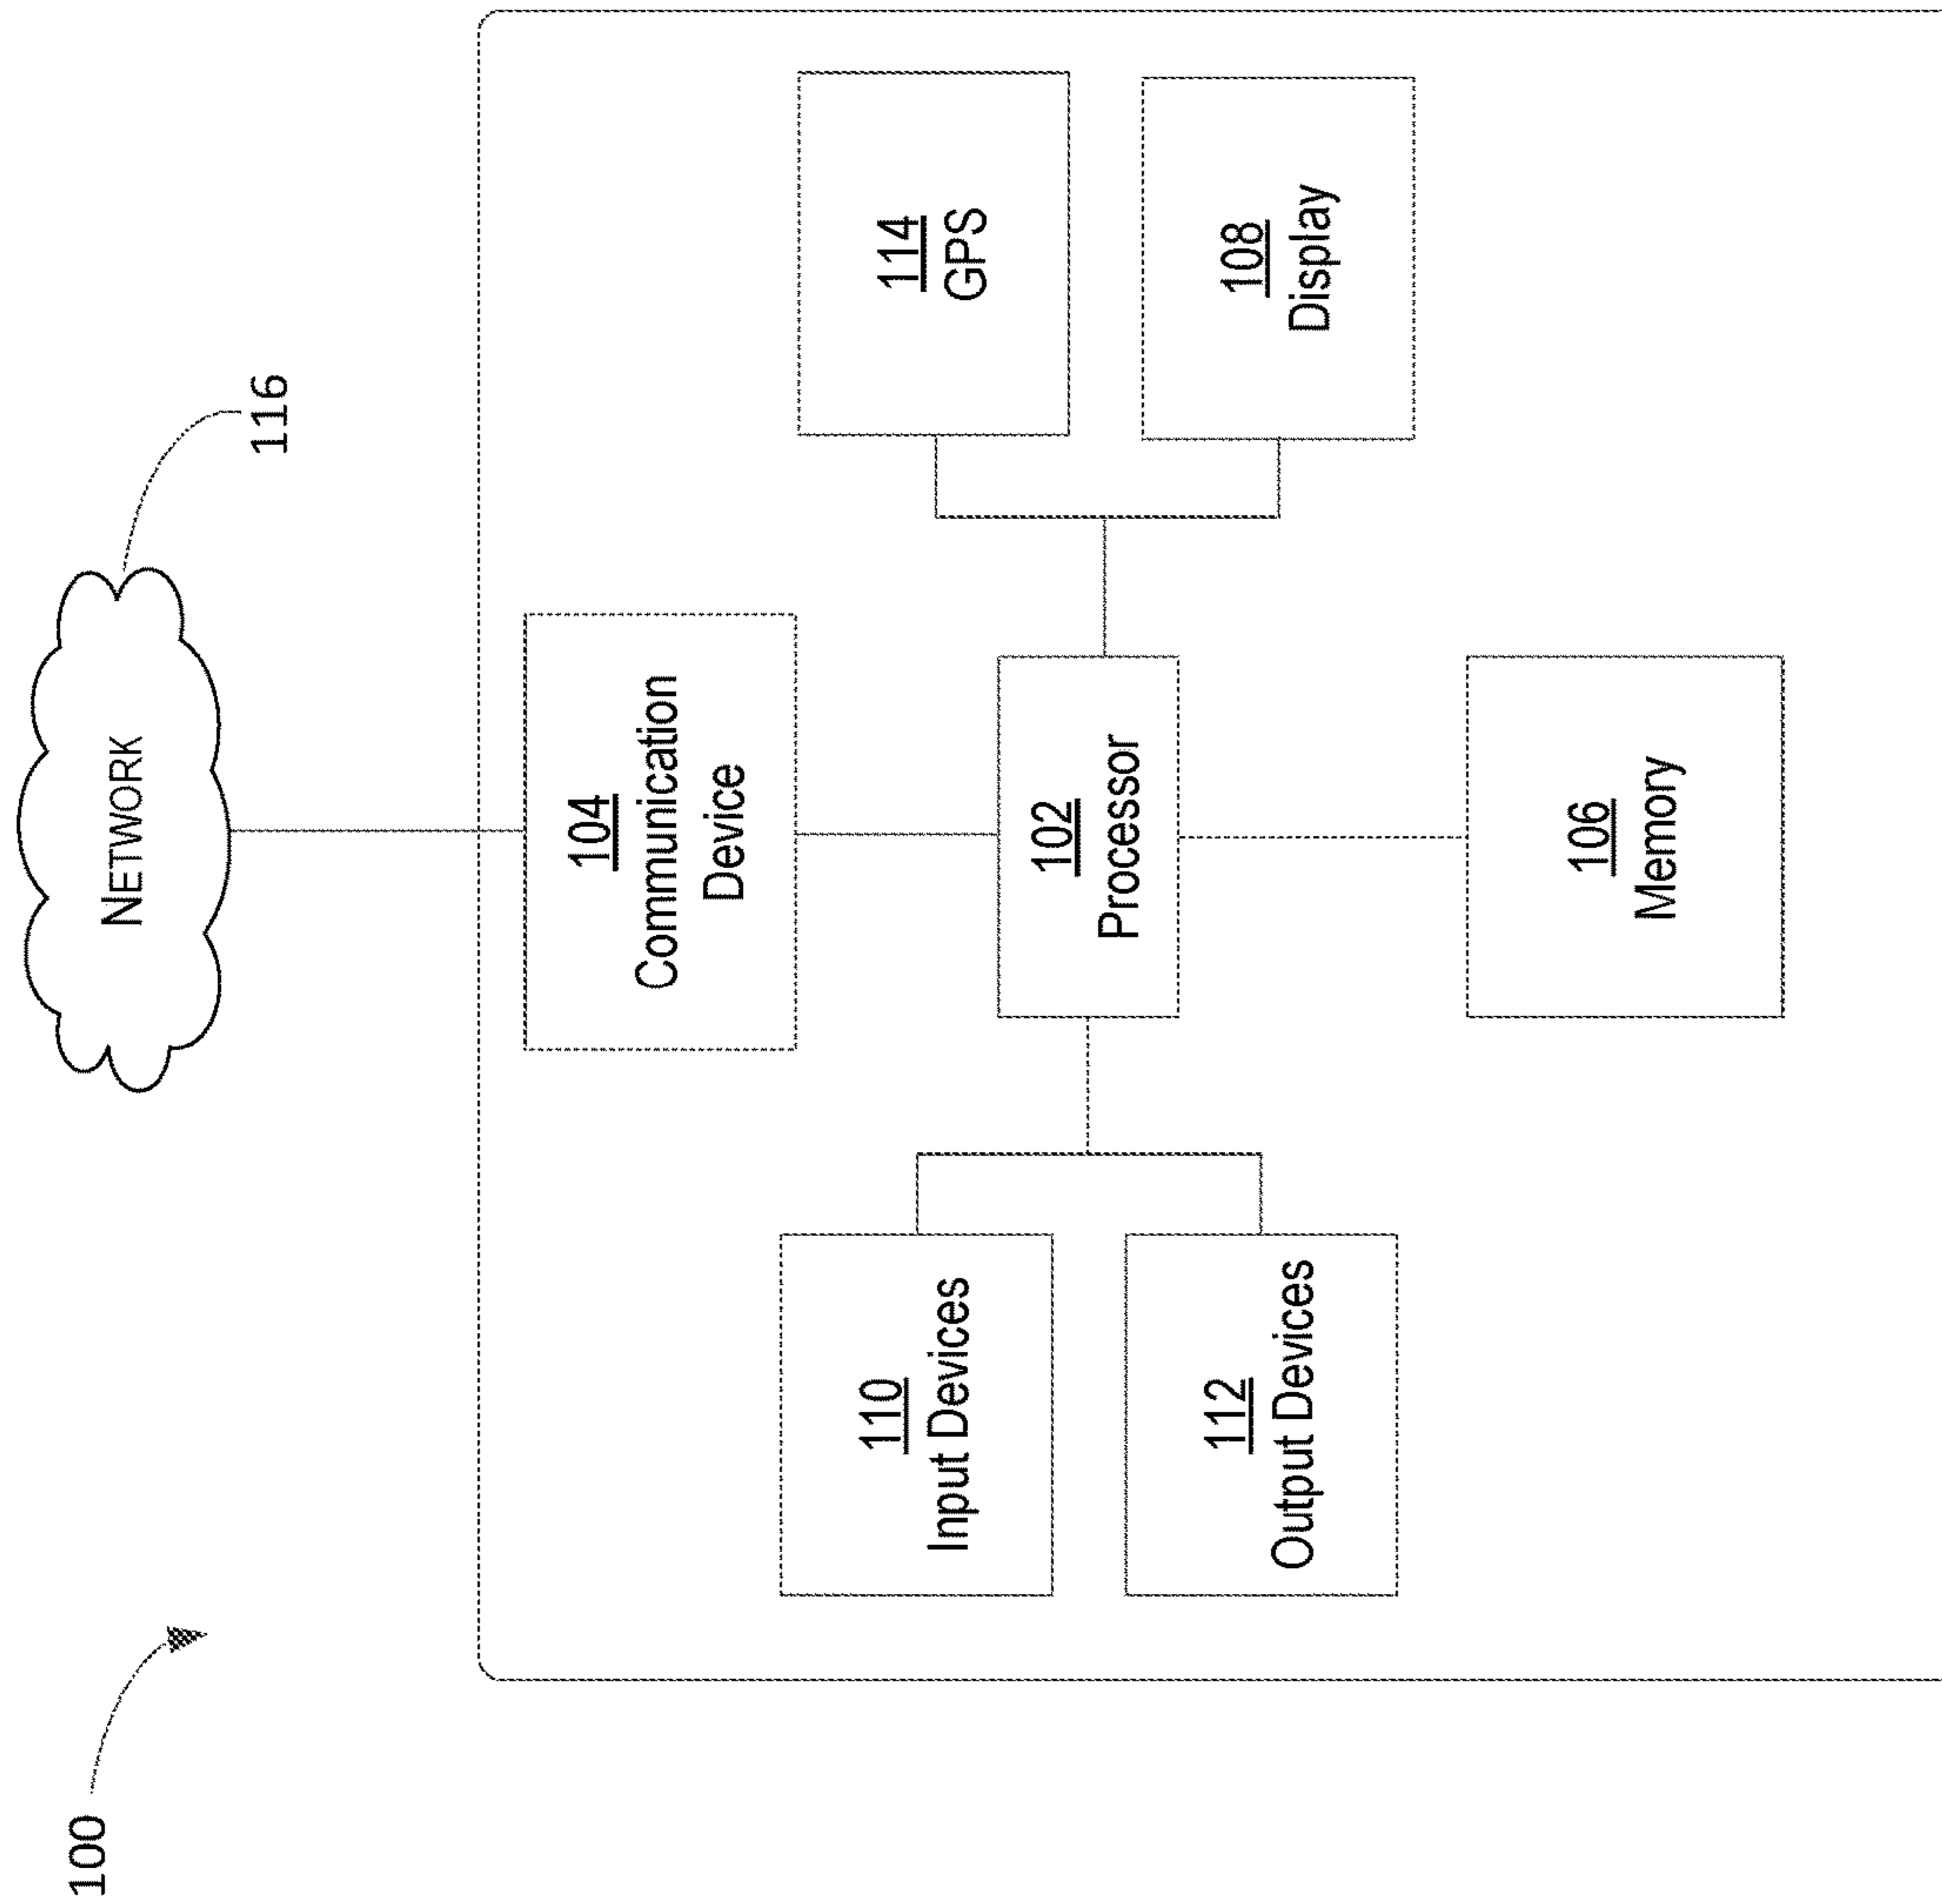 100
NETWORK
116
104
Communication
Device
110
Input Devices
102
Processor
114
GPS
112
Output Devices
108
Display
106
Memory